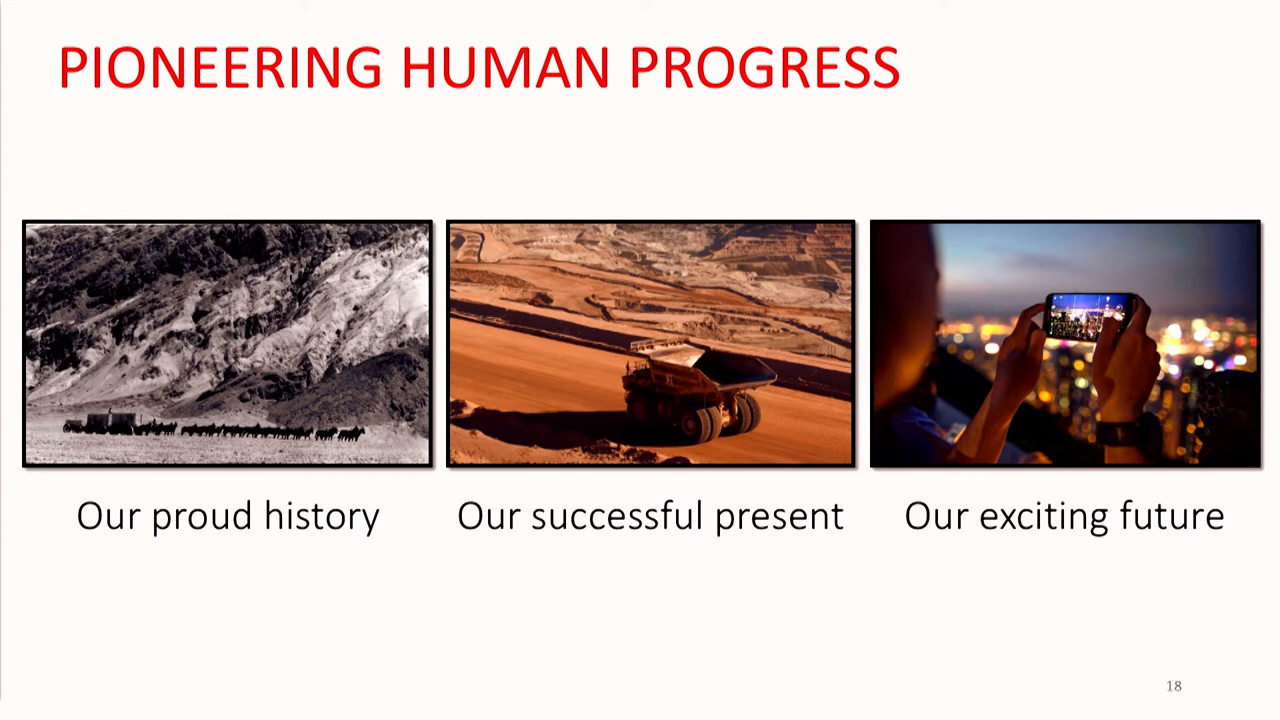 PIONEERING HUMAN PROGRESS
Our proud history
Our successful present
Our exciting future
18